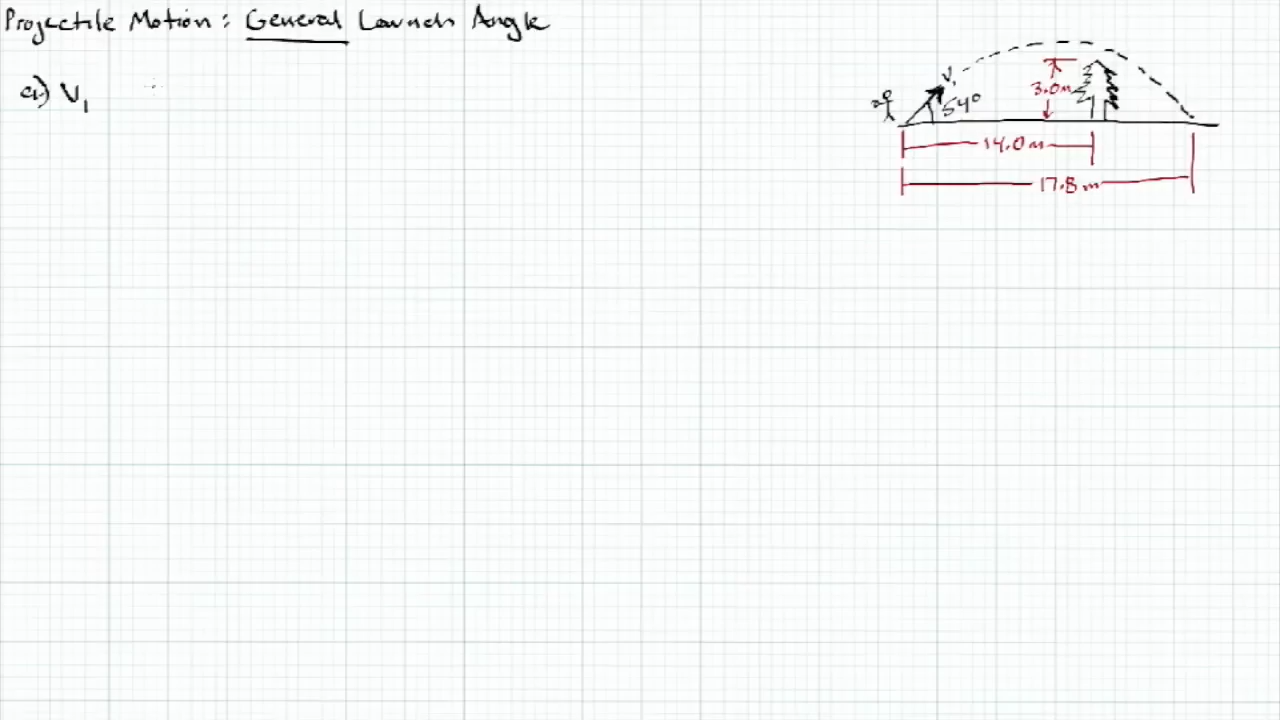 Projectile Motion: General Launch Angle
a) V₁
V₁
54°
3.0m
14.0m
17.8m